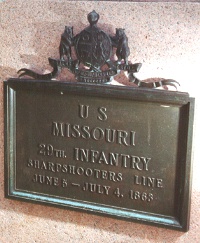 U S
MISSOURI
29TH. INFANTRY
SHARPSHOOTERS LINE
JUNE 5 – JULY 4, 1863